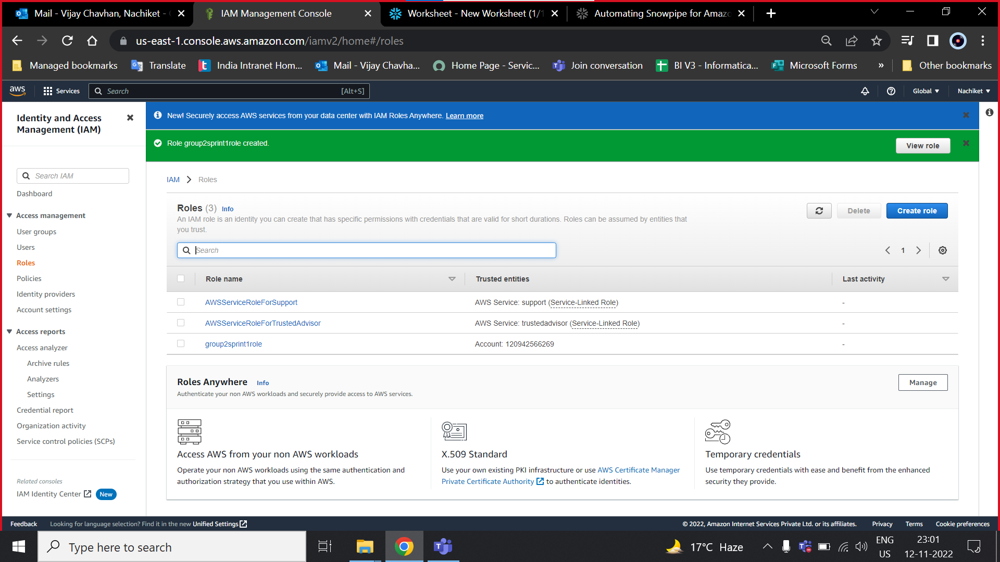 Mail - Vijay Chavhan, Nachiket -
IAM Management Console
Worksheet - New Worksheet (1/1
Automating Snowpipe for Amazo
us-east-1.console.aws.amazon.com/iamv2/home#/roles
Managed bookmarks
Translate
India Intranet Hom...
Mail - Vijay Chavha...
Home Page - Servic...
Join conversation
BI V3 - Informatica...
Microsoft Forms
»
Other bookmarks
aws
Services
Search
[Alt+S]
Global
Nachiket
Identity and Access
Management (IAM)
Search IAM
Dashboard
Access management
User groups
Users
Roles
Policies
Identity providers
Account settings
Access reports
Access analyzer
Archive rules
Analyzers
Settings
Credential report
Organization activity
Service control policies (SCPs)
Related consoles
IAM Identity Center
New
New! Securely access AWS services from your data center with IAM Roles Anywhere. Learn more
Role group2sprint1role created.
View role
IAM
Roles
Roles (3) Info
An IAM role is an identity you can create that has specific permissions with credentials that are valid for short durations. Roles can be assumed by entities that
you trust.
Delete
Create role
Search
1
Role name
Trusted entities
Last activity
AWSServiceRoleForSupport
AWS Service: support (Service-Linked Role)
-
AWSServiceRoleForTrustedAdvisor
AWS Service: trustedadvisor (Service-Linked Role)
-
group2sprint1role
Account: 120942566269
-
Roles Anywhere Info
Authenticate your non AWS workloads and securely provide access to AWS services.
Manage
Access AWS from your non AWS workloads
Operate your non AWS workloads using the same authentication and
authorization strategy that you use within AWS.
X.509 Standard
Use your own existing PKI infrastructure or use AWS Certificate Manager
Private Certificate Authority to authenticate identities.
Temporary credentials
Use temporary credentials with ease and benefit from the enhanced
security they provide.
Feedback
Looking for language selection? Find it in the new Unified Settings
© 2022, Amazon Internet Services Private Ltd. or its affiliates.
Privacy
Terms
Cookie preferences
Type here to search
17°C Haze
ENG
US
23:01
12-11-2022